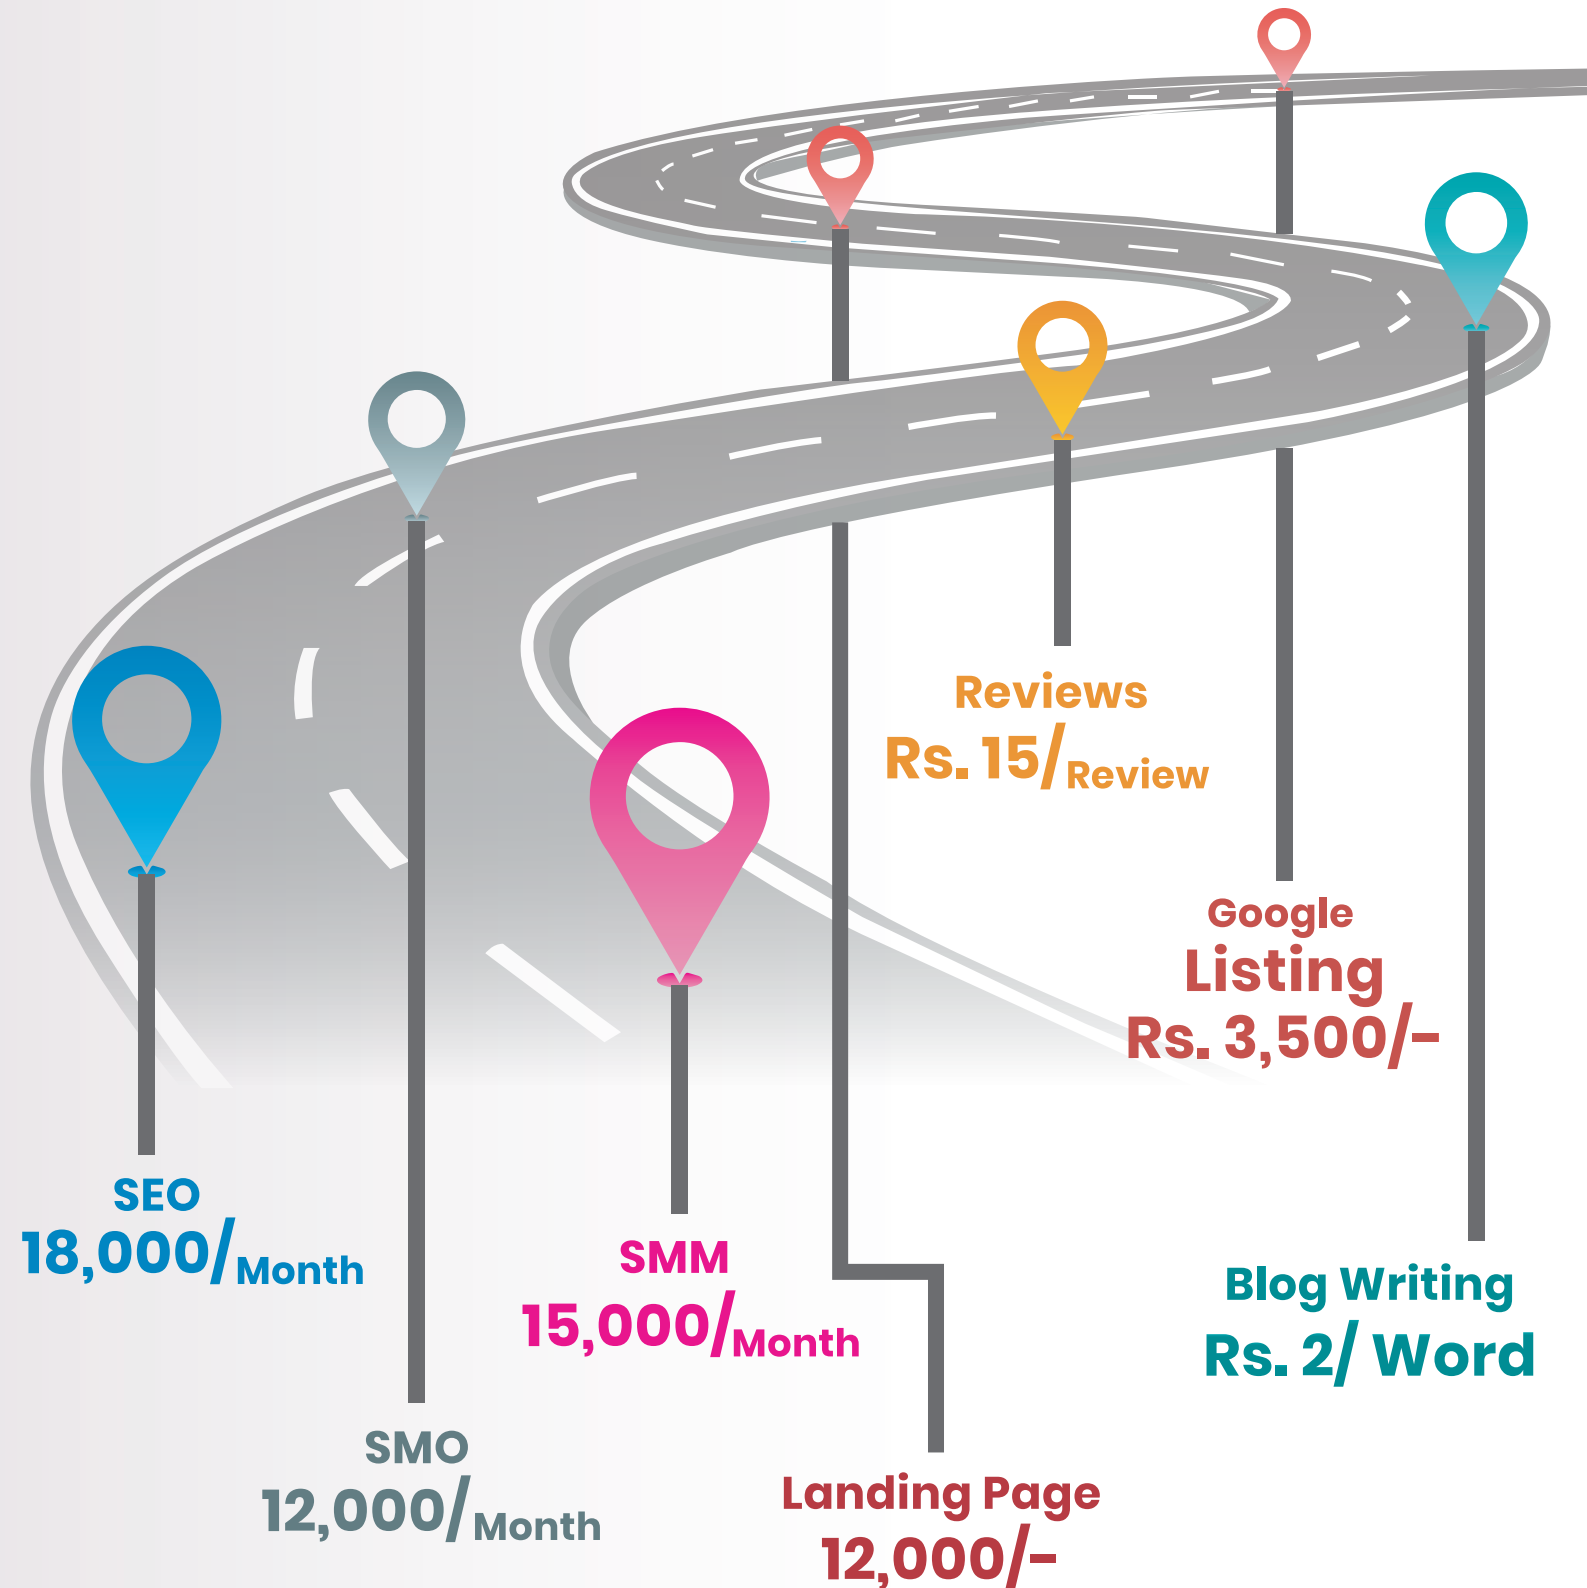 Reviews
Rs. 15/Review
Google
Listing
Rs. 3,500/-
SEO
18,000/Month
SMM
15,000/Month
Blog Writing
Rs. 2/ Word
SMO
12,000/Month
Landing Page
12,000/-